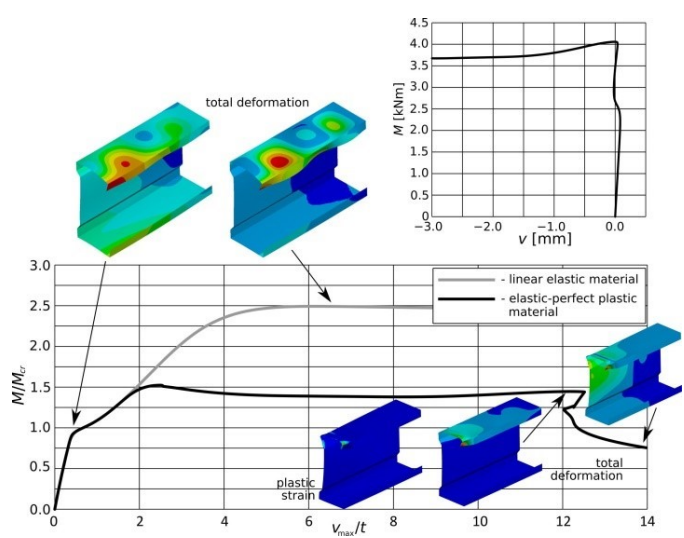 4.5
4.0
3.5
3.0
2.5
2.0
1.5
1.0
0.5
0
M [kNm]
−3.0
−2.0
−1.0
0.0
v [mm]
total deformation
3.0
2.5
2.0
1.5
1.0
0.5
0.0
M/Mcr
- linear elastic material
- elastic-perfect plastic
material
plastic
strain
total
deformation
0
2
4
6
8
10
12
14
vmax/t